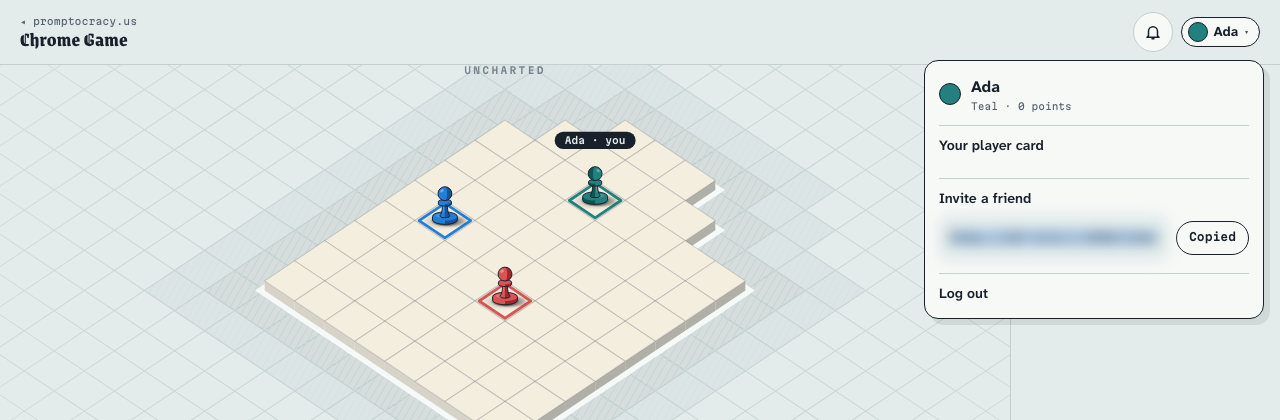 ◂ promptocracy.us
Chrome Game
Ada ▾
UNCHARTED
Ada · you
Ada
Teal · 0 points
Your player card
Invite a friend
Copied
Log out